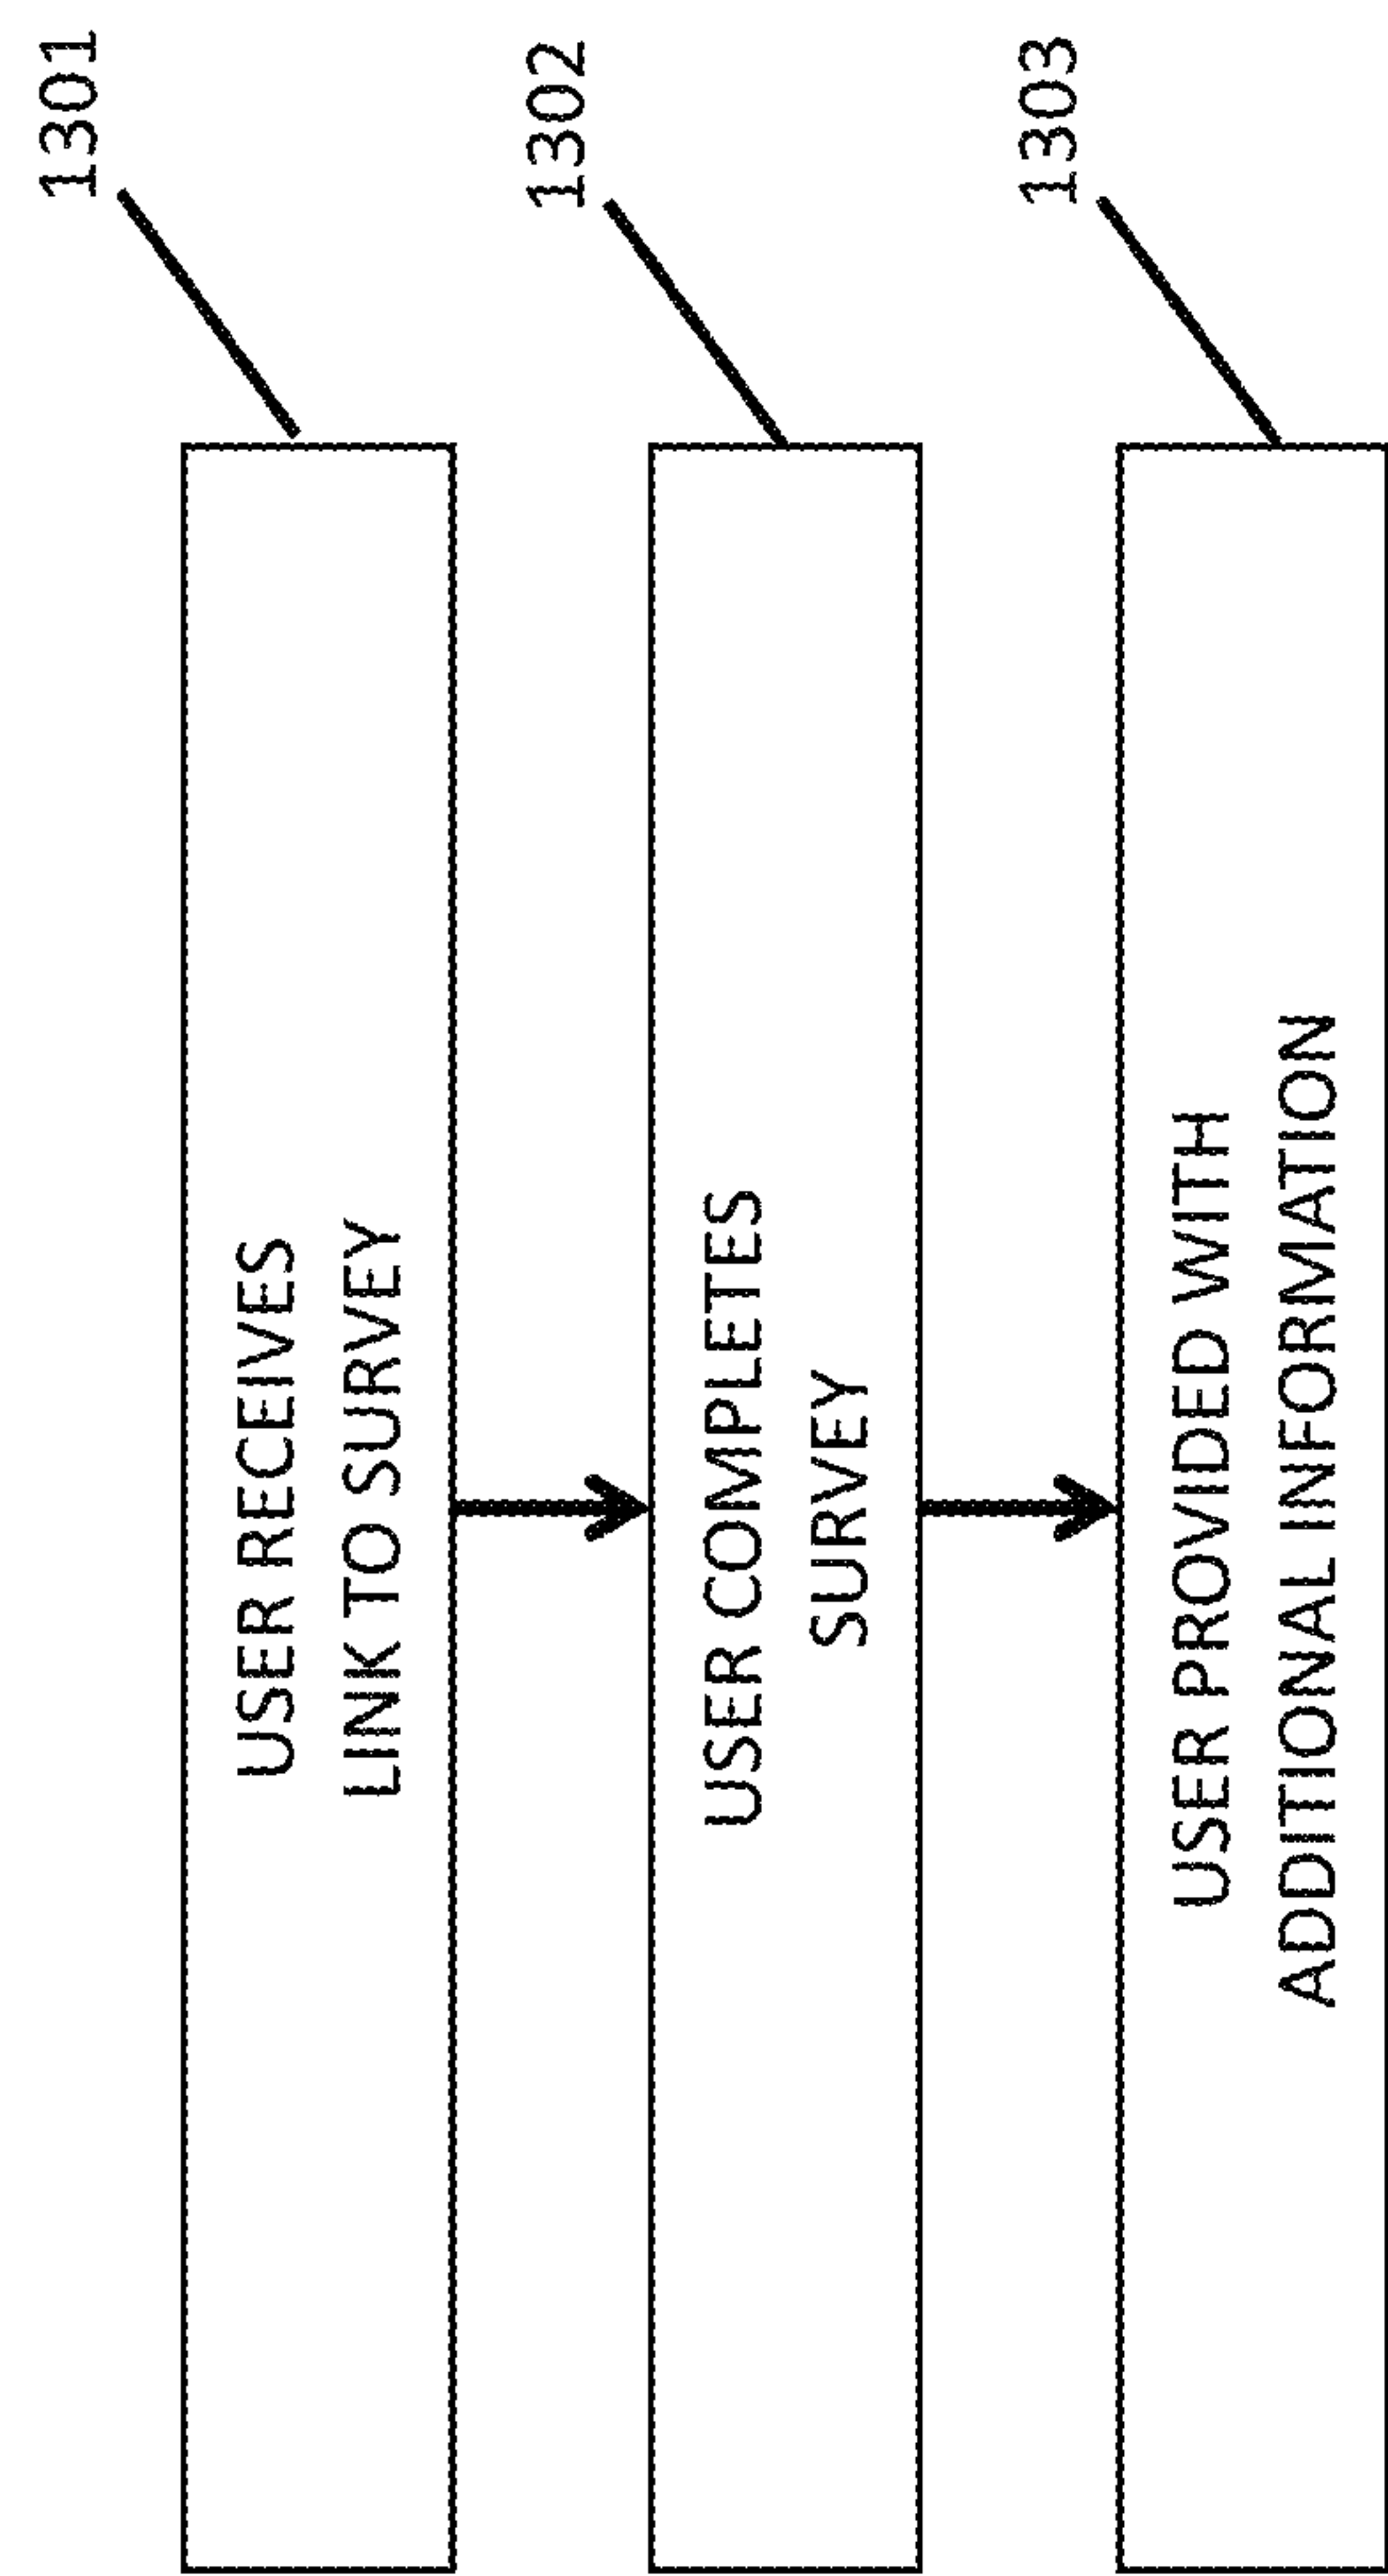 1301
USER RECEIVES
LINK TO SURVEY
1302
USER COMPLETES
SURVEY
1303
USER PROVIDED WITH
ADDITIONAL INFORMATION